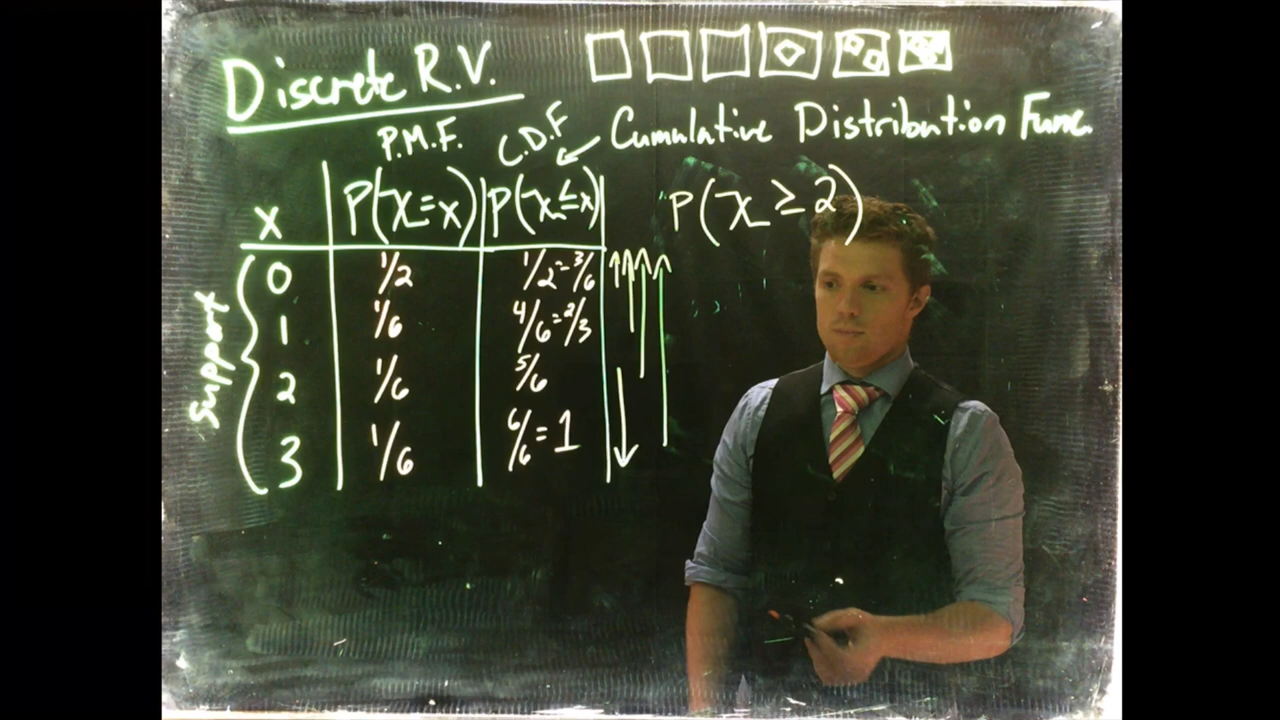 Discrete R.V.
P.M.F. C.D.F ← Cumulative Distribution Func.
x P(X=x) P(X≤x) P(X≥2)
support
0 1/2 1/2=3/6
1 1/6 4/6=2/3
2 1/6 5/6
3 1/6 6/6=1